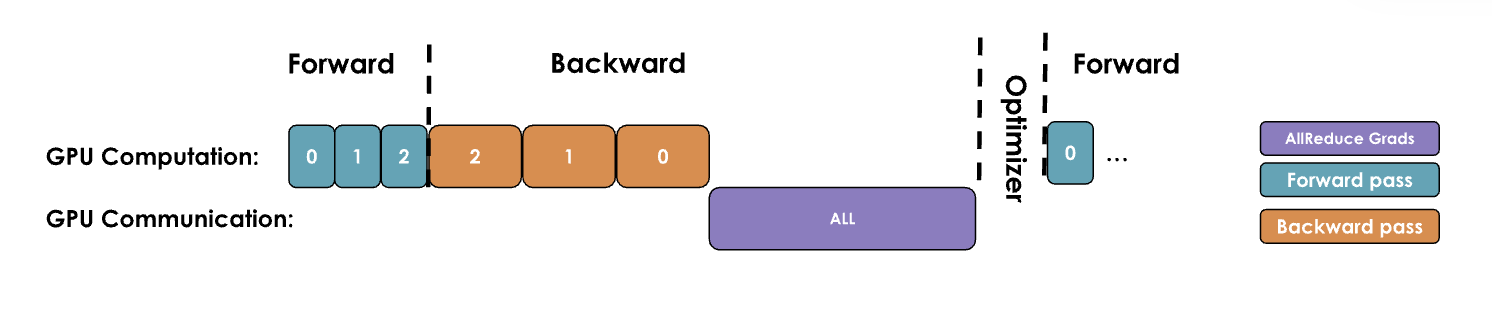 Forward
Backward
Optimizer
Forward
GPU Computation:
0
1
2
2
1
0
0
...
GPU Communication:
ALL
AllReduce Grads
Forward pass
Backward pass